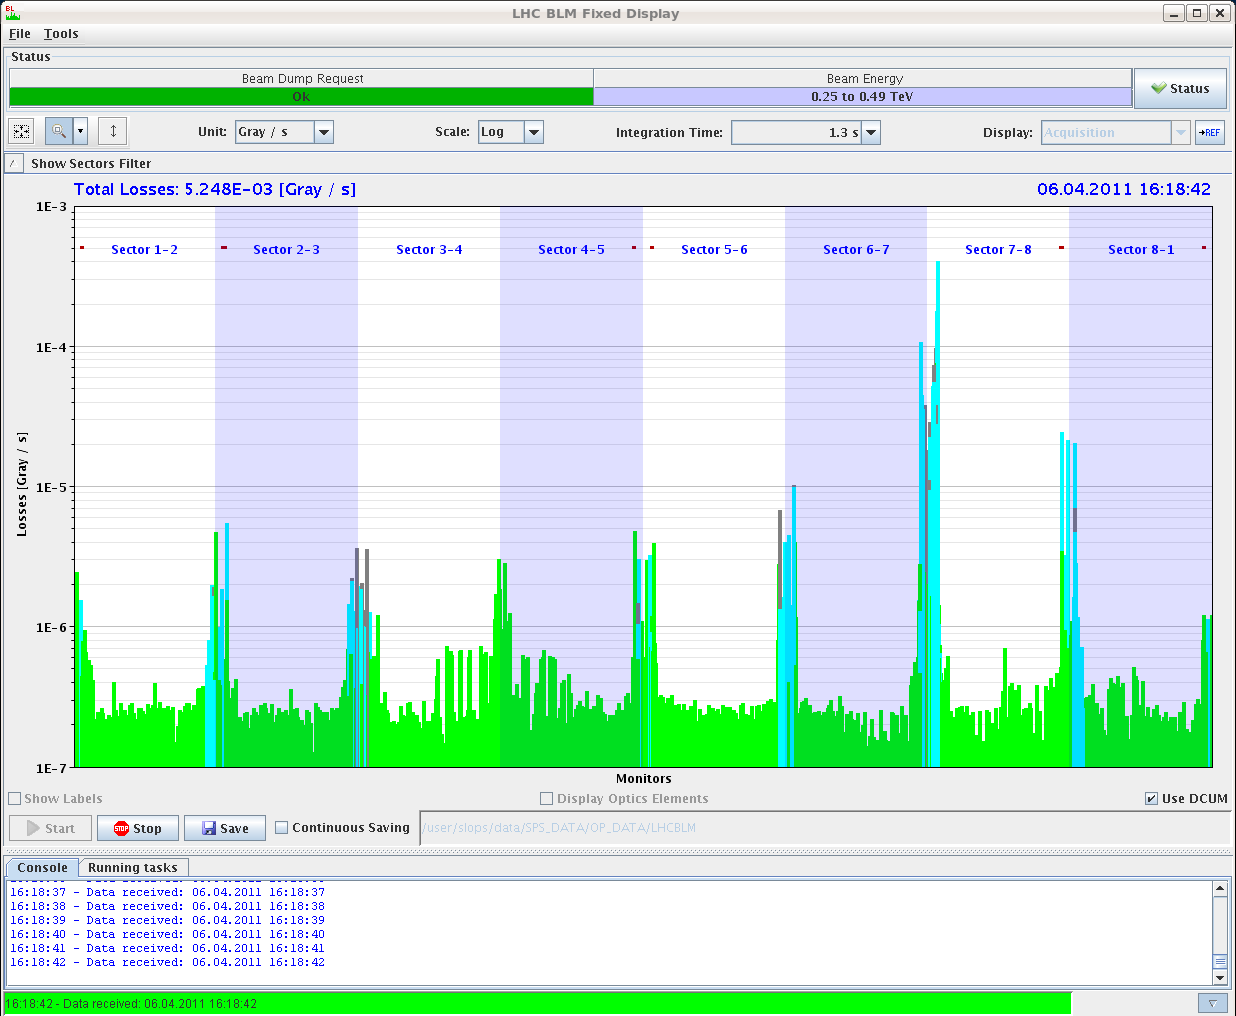 BL
LHC BLM Fixed Display
File Tools
Status
Beam Dump Request Beam Energy
Ok 0.25 to 0.49 TeV
Status
Unit: Gray / s Scale: Log Integration Time: 1.3 s Display: Acquisition REF
Show Sectors Filter
Total Losses: 5.248E-03 [Gray / s] 06.04.2011 16:18:42
1E-3
Sector 1-2 Sector 2-3 Sector 3-4 Sector 4-5 Sector 5-6 Sector 6-7 Sector 7-8 Sector 8-1
1E-4
1E-5
1E-6
1E-7
Losses [Gray / s]
Monitors
Show Labels Display Optics Elements Use DCUM
Start STOP Stop Save Continuous Saving /user/slops/data/SPS_DATA/OP_DATA/LHCBLM
Console Running tasks
16:18:37 - Data received: 06.04.2011 16:18:37
16:18:38 - Data received: 06.04.2011 16:18:38
16:18:39 - Data received: 06.04.2011 16:18:39
16:18:40 - Data received: 06.04.2011 16:18:40
16:18:41 - Data received: 06.04.2011 16:18:41
16:18:42 - Data received: 06.04.2011 16:18:42
16:18:42 - Data received: 06.04.2011 16:18:42